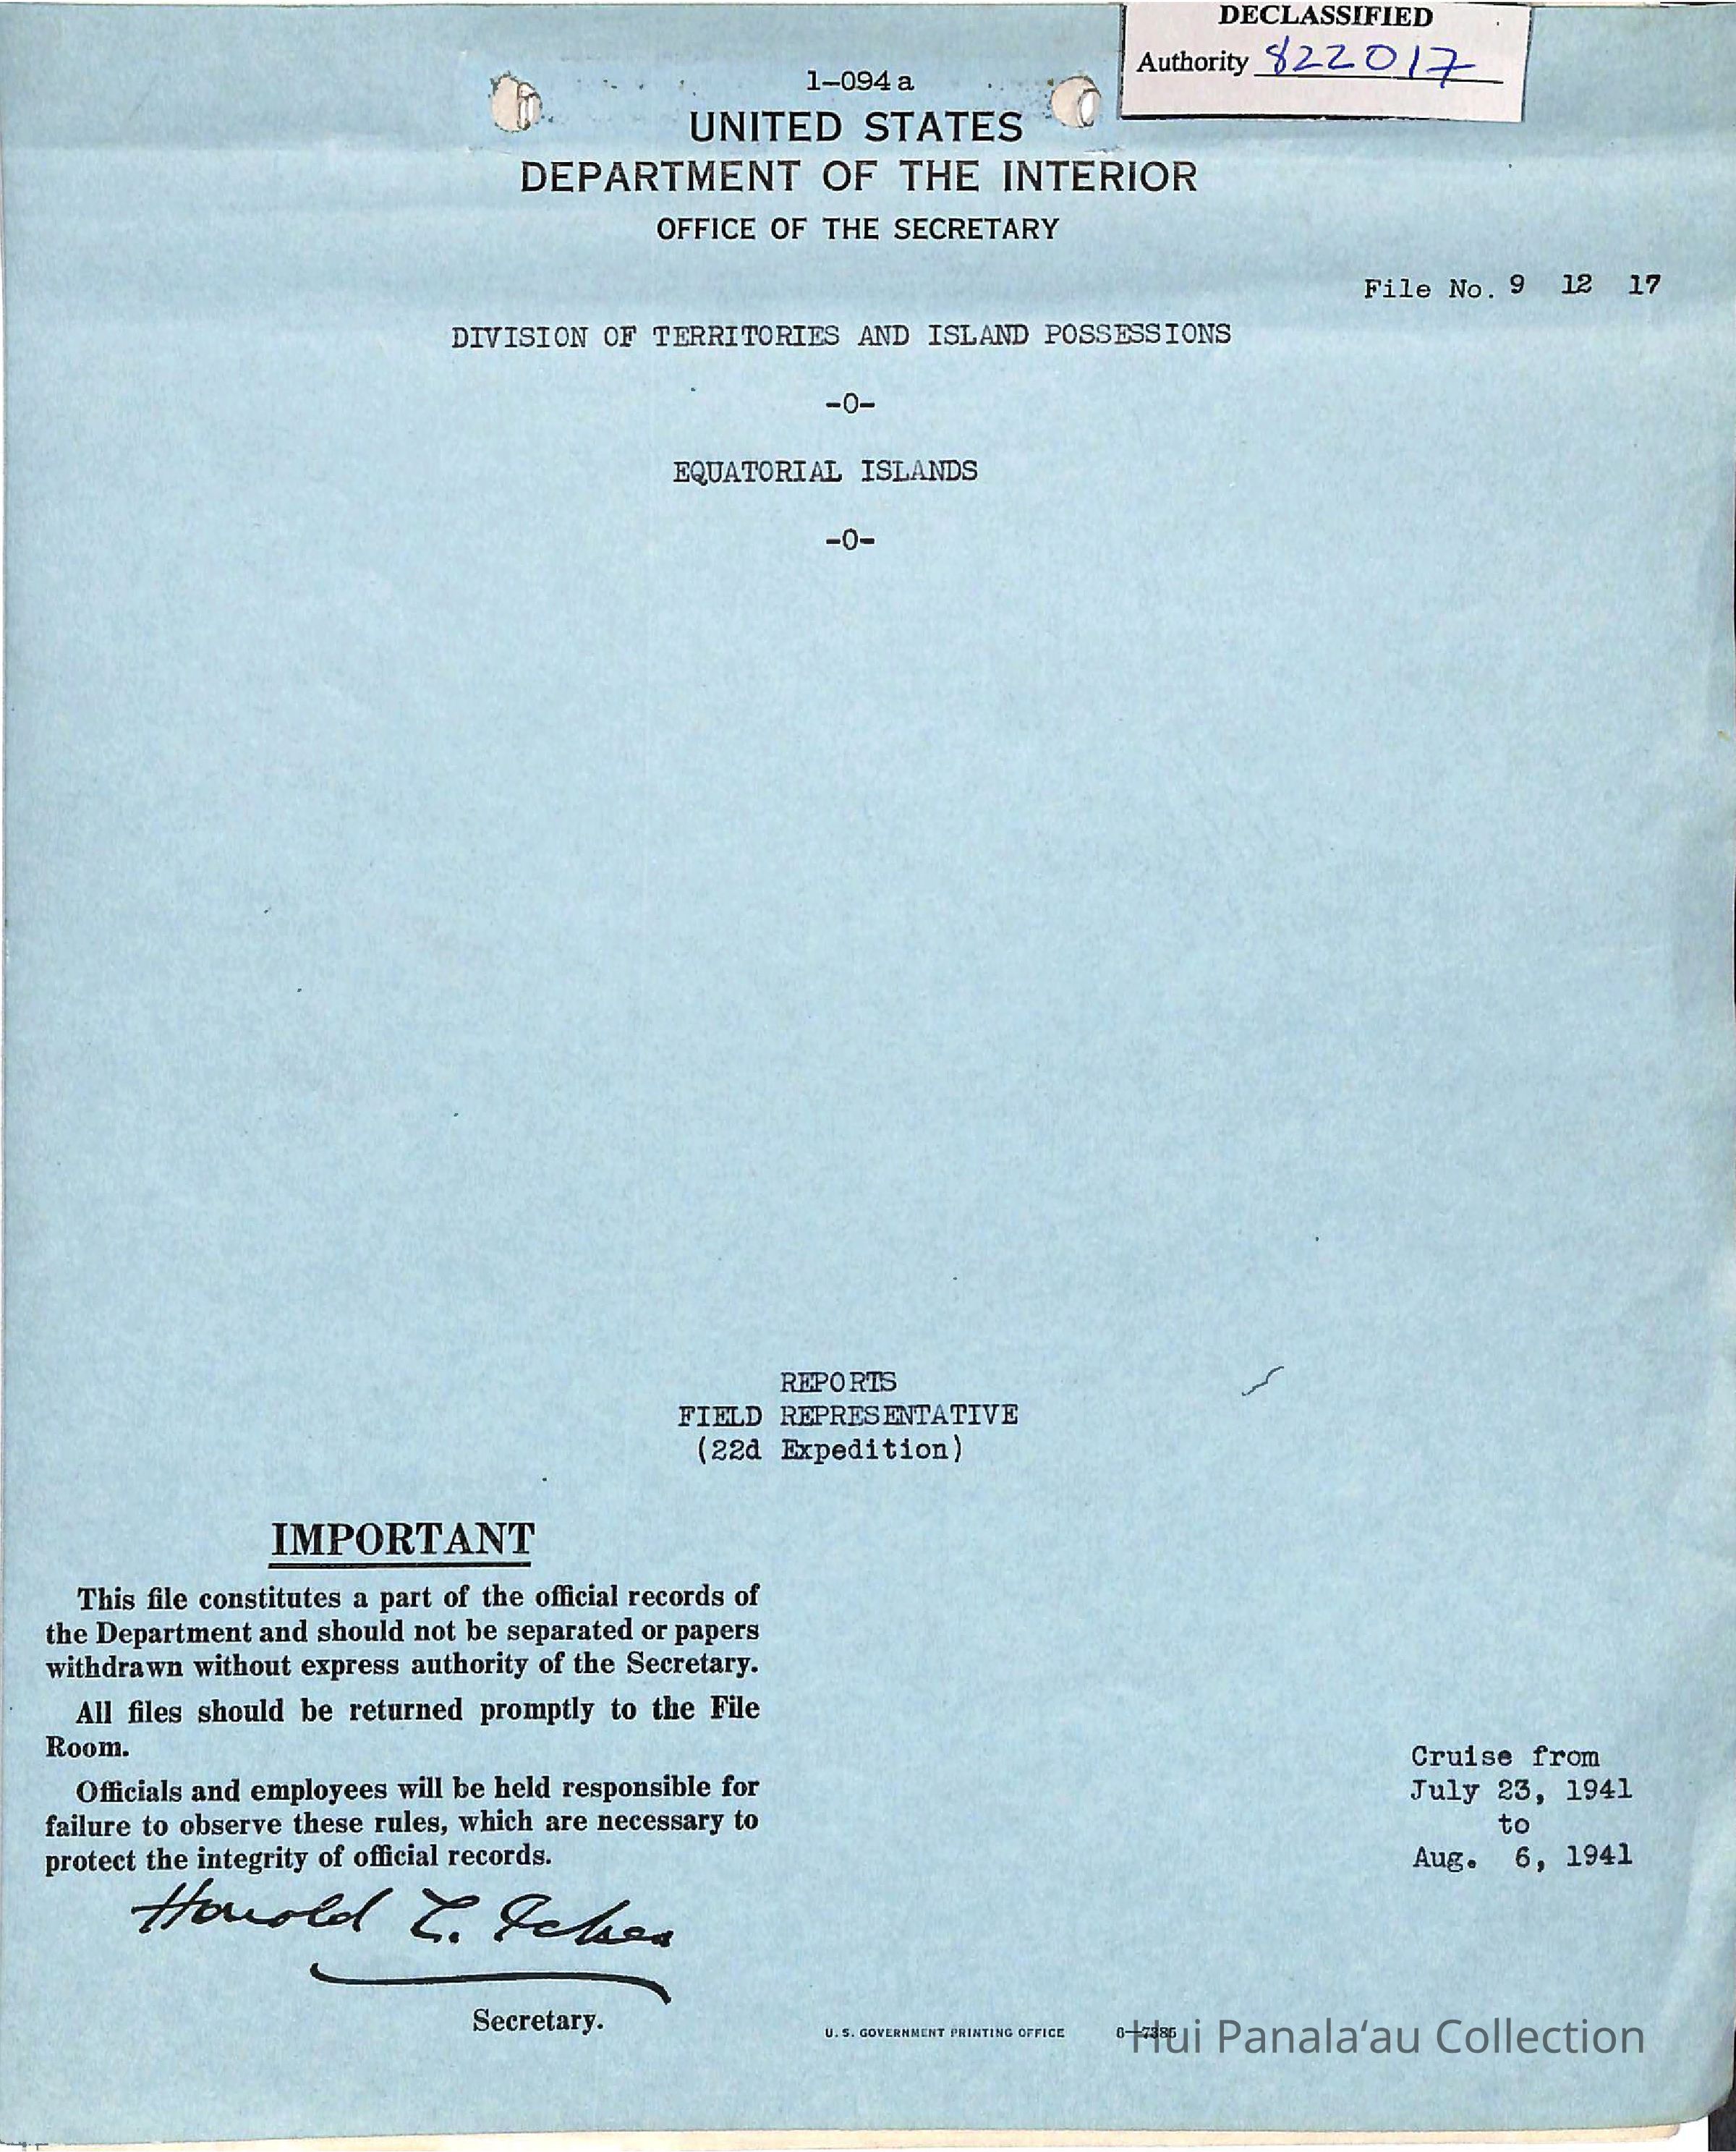 DECLASSIFIED
Authority 822017
1–094 a
UNITED STATES
DEPARTMENT OF THE INTERIOR
OFFICE OF THE SECRETARY
File No. 9 12 17
DIVISION OF TERRITORIES AND ISLAND POSSESSIONS
-0-
EQUATORIAL ISLANDS
-0-
REPORTS
FIELD REPRESENTATIVE
(22d Expedition)
IMPORTANT
This file constitutes a part of the official records of
the Department and should not be separated or papers
withdrawn without express authority of the Secretary.
All files should be returned promptly to the File
Room.
Officials and employees will be held responsible for
failure to observe these rules, which are necessary to
protect the integrity of official records.
Harold L. Ickes
Secretary.
Cruise from
July 23, 1941
to
Aug. 6, 1941
U. S. GOVERNMENT PRINTING OFFICE 6—7385
Hui Panalaʻau Collection